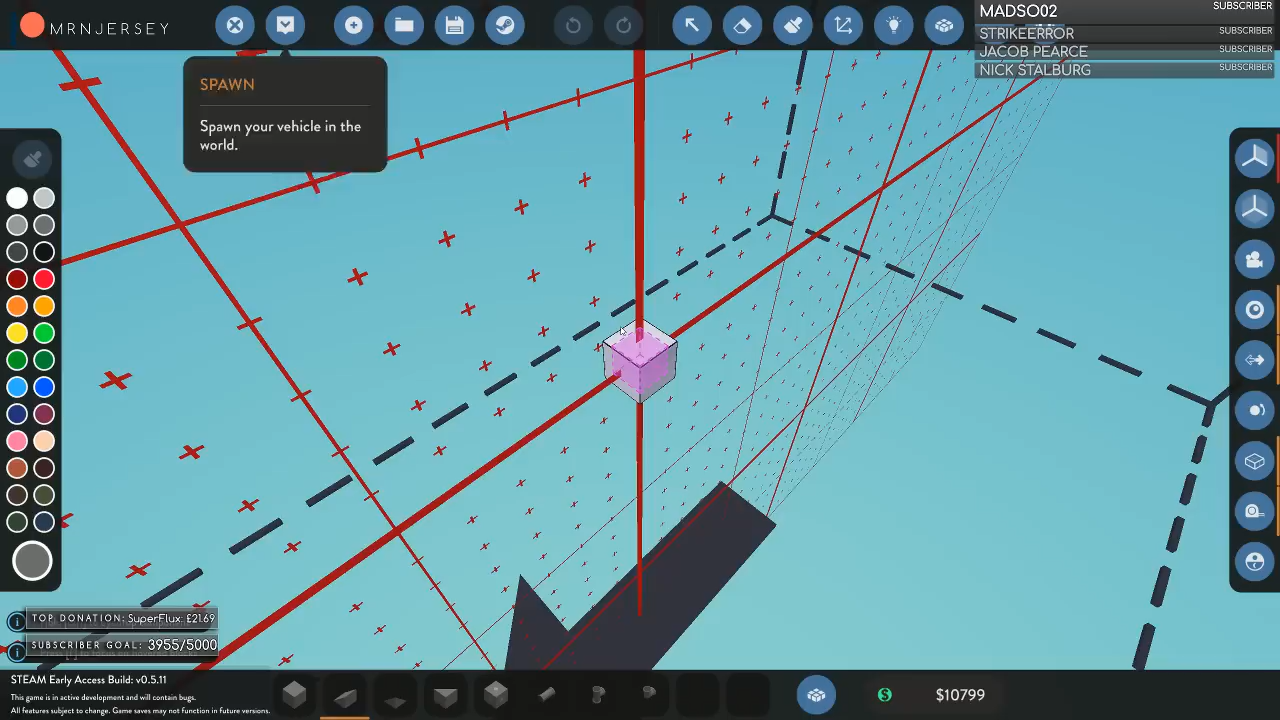 MRNJERSEY
MADSO02 SUBSCRIBER
STRIKEERROR SUBSCRIBER
JACOB PEARCE SUBSCRIBER
NICK STALBURG SUBSCRIBER
SPAWN
Spawn your vehicle in the
world.
TOP DONATION: SuperFlux: £21.69
SUBSCRIBER GOAL: 3955/5000
STEAM Early Access Build: v0.5.11
This game is in active development and will contain bugs.
All features subject to change. Game saves may not function in future versions.
$ $10799